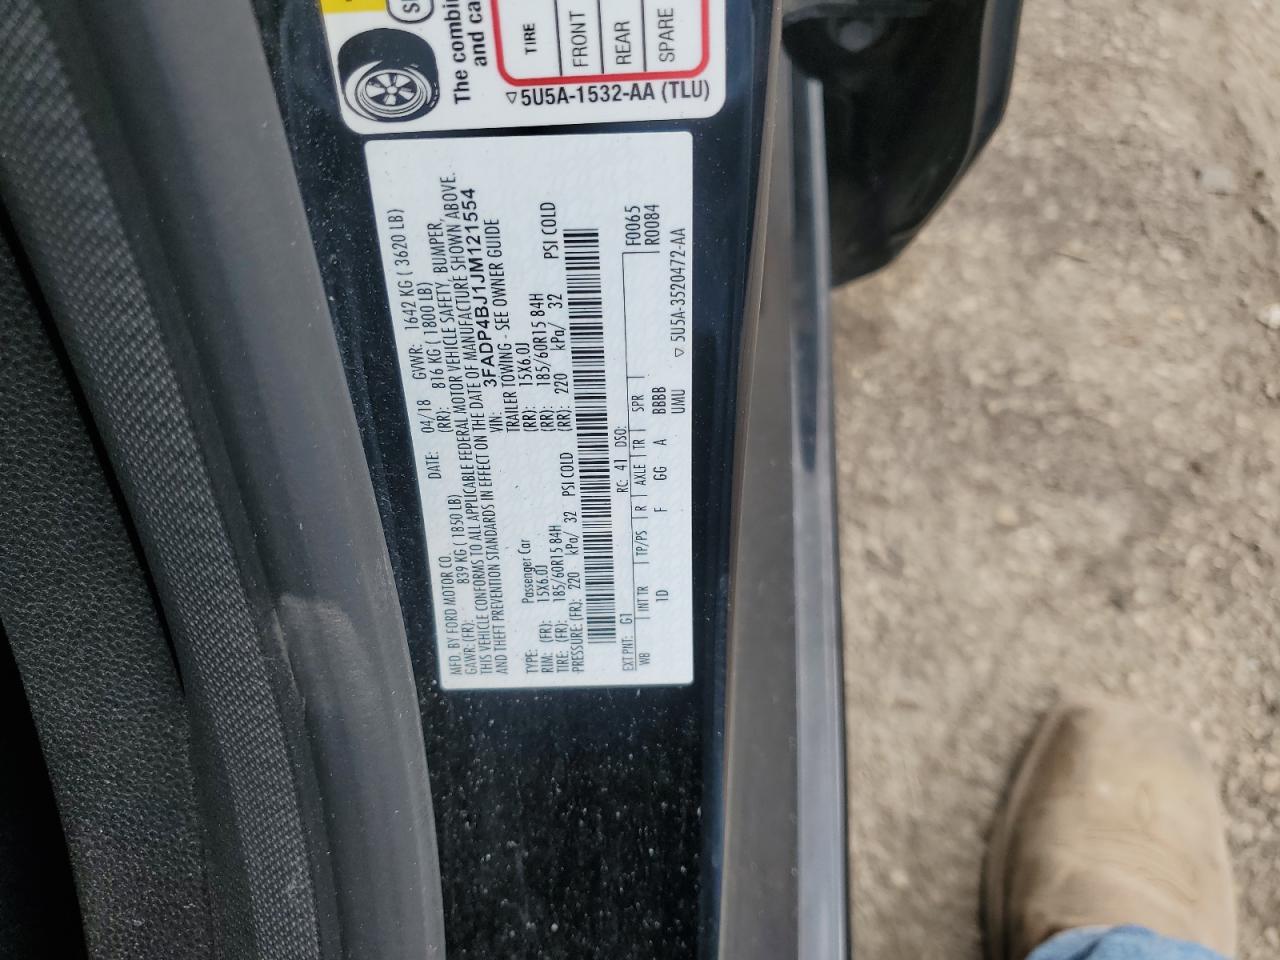 The combin
and ca
TIRE
FRONT
REAR
SPARE
5U5A-1532-AA (TLU)
MFD. BY FORD MOTOR CO.
DATE: 04/18 GVWR: 1642 KG ( 3620 LB)
GAWR: (FR): 839 KG ( 1850 LB) (RR): 816 KG ( 1800 LB)
THIS VEHICLE CONFORMS TO ALL APPLICABLE FEDERAL MOTOR VEHICLE SAFETY, BUMPER,
AND THEFT PREVENTION STANDARDS IN EFFECT ON THE DATE OF MANUFACTURE SHOWN ABOVE.
VIN: 3FADP4BJ1JM121554
TYPE: Passenger Car TRAILER TOWING - SEE OWNER GUIDE
RIM: (FR): 15X6.0J (RR): 15X6.0J
TIRE: (FR): 185/60R15 84H (RR): 185/60R15 84H
PRESSURE: (FR): 220 kPa/ 32 PSI COLD (RR): 220 kPa/ 32 PSI COLD
EXT PNT: G1 RC: 41 DSO: F0065
WB INT TR TP/PS R AXLE TR SPR R0084
1D F GG A BBBB
UMU 5U5A-3520472-AA